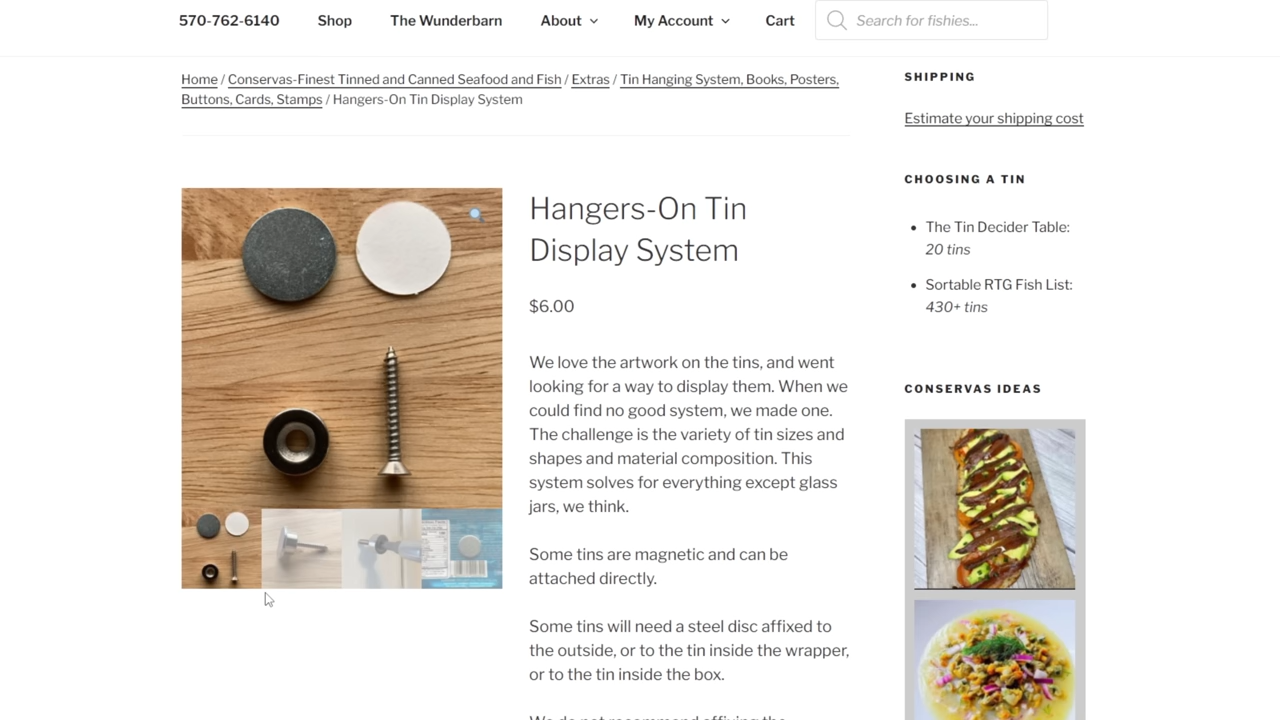 570-762-6140 Shop The Wunderbarn About My Account Cart Search for fishies...
Home / Conservas-Finest Tinned and Canned Seafood and Fish / Extras / Tin Hanging System, Books, Posters,
Buttons, Cards, Stamps / Hangers-On Tin Display System
Hangers-On Tin
Display System
$6.00
We love the artwork on the tins, and went
looking for a way to display them. When we
could find no good system, we made one.
The challenge is the variety of tin sizes and
shapes and material composition. This
system solves for everything except glass
jars, we think.
Some tins are magnetic and can be
attached directly.
Some tins will need a steel disc affixed to
the outside, or to the tin inside the wrapper,
or to the tin inside the box.
We do not recommend affixing the
SHIPPING
Estimate your shipping cost
CHOOSING A TIN
The Tin Decider Table:
20 tins
Sortable RTG Fish List:
430+ tins
CONSERVAS IDEAS